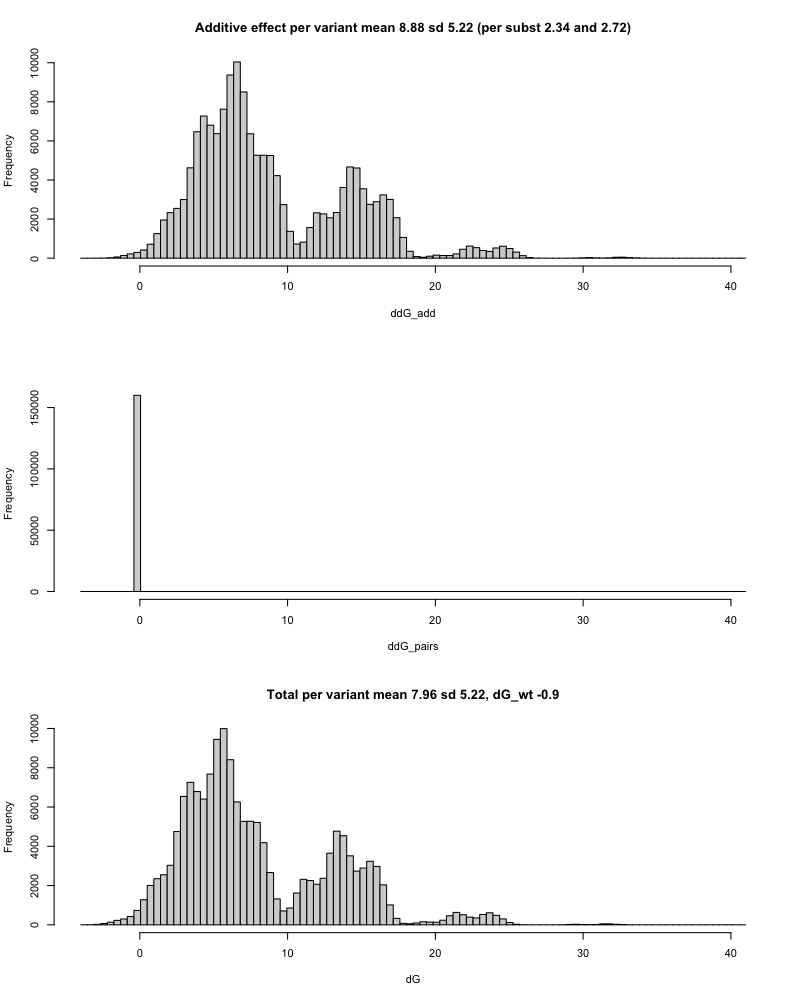 Additive effect per variant mean 8.88 sd 5.22 (per subst 2.34 and 2.72)
Frequency
0 2000 4000 6000 8000 10000
0 10 20 30 40
ddG_add
Frequency
0 50000 100000 150000
0 10 20 30 40
ddG_pairs
Total per variant mean 7.96 sd 5.22, dG_wt -0.9
Frequency
0 2000 4000 6000 8000 10000
0 10 20 30 40
dG